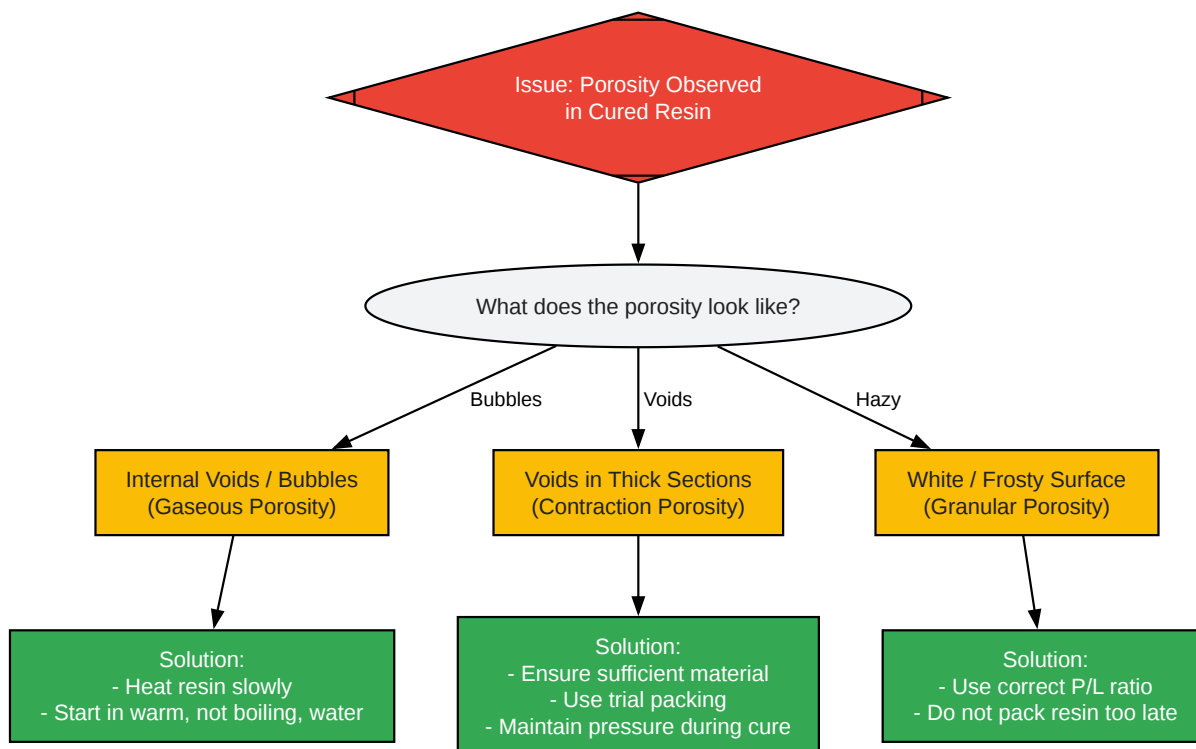 Issue: Porosity Observed
in Cured Resin
What does the porosity look like?
Bubbles
Voids
Hazy
Internal Voids / Bubbles
(Gaseous Porosity)
Voids in Thick Sections
(Contraction Porosity)
White / Frosty Surface
(Granular Porosity)
Solution:
- Heat resin slowly
- Start in warm, not boiling, water
Solution:
- Ensure sufficient material
- Use trial packing
- Maintain pressure during cure
Solution:
- Use correct P/L ratio
- Do not pack resin too late